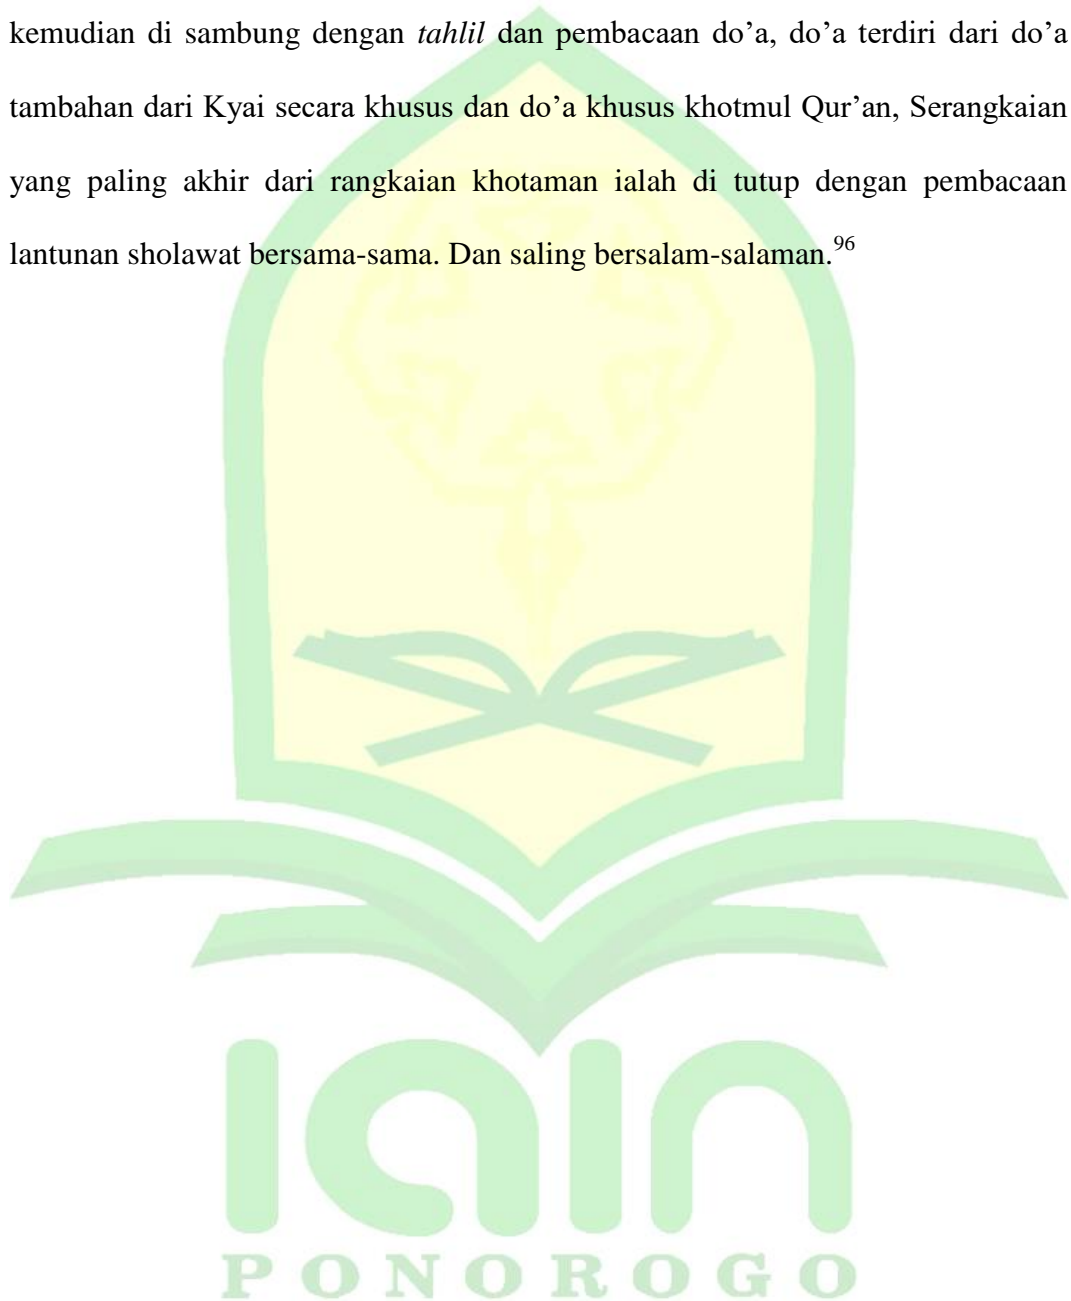 kemudian di sambung dengan tahlil dan pembacaan do’a, do’a terdiri dari do’a
tambahan dari Kyai secara khusus dan do’a khusus khotmul Qur’an, Serangkaian
yang paling akhir dari rangkaian khotaman ialah di tutup dengan pembacaan
lantunan sholawat bersama-sama. Dan saling bersalam-salaman.96
iain
PONOROGO